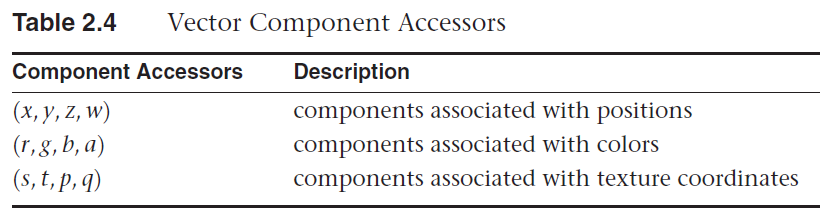 Table 2.4 Vector Component Accessors
Component Accessors Description
(x, y, z, w) components associated with positions
(r, g, b, a) components associated with colors
(s, t, p, q) components associated with texture coordinates